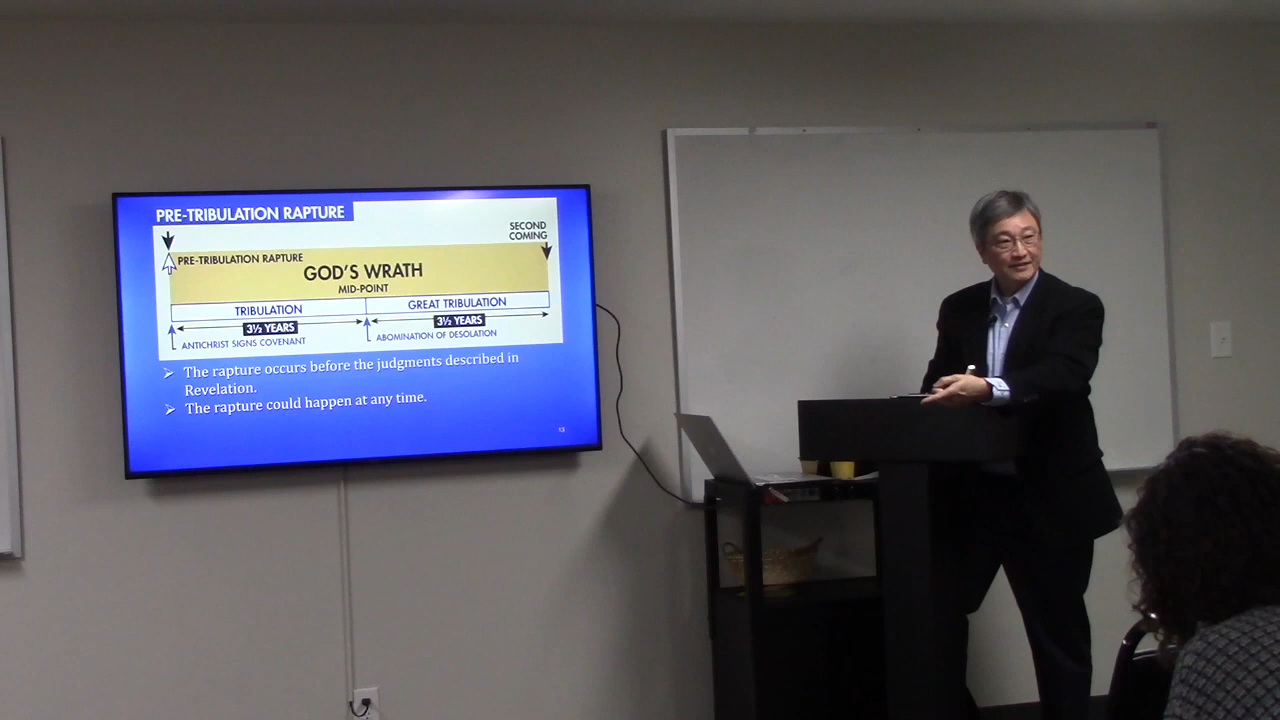 PRE-TRIBULATION RAPTURE
SECOND
COMING
PRE-TRIBULATION RAPTURE
GOD'S WRATH
MID-POINT
TRIBULATION
GREAT TRIBULATION
3½ YEARS
3½ YEARS
ANTICHRIST SIGNS COVENANT
ABOMINATION OF DESOLATION
➢ The rapture occurs before the judgments described in
Revelation.
➢ The rapture could happen at any time.
13